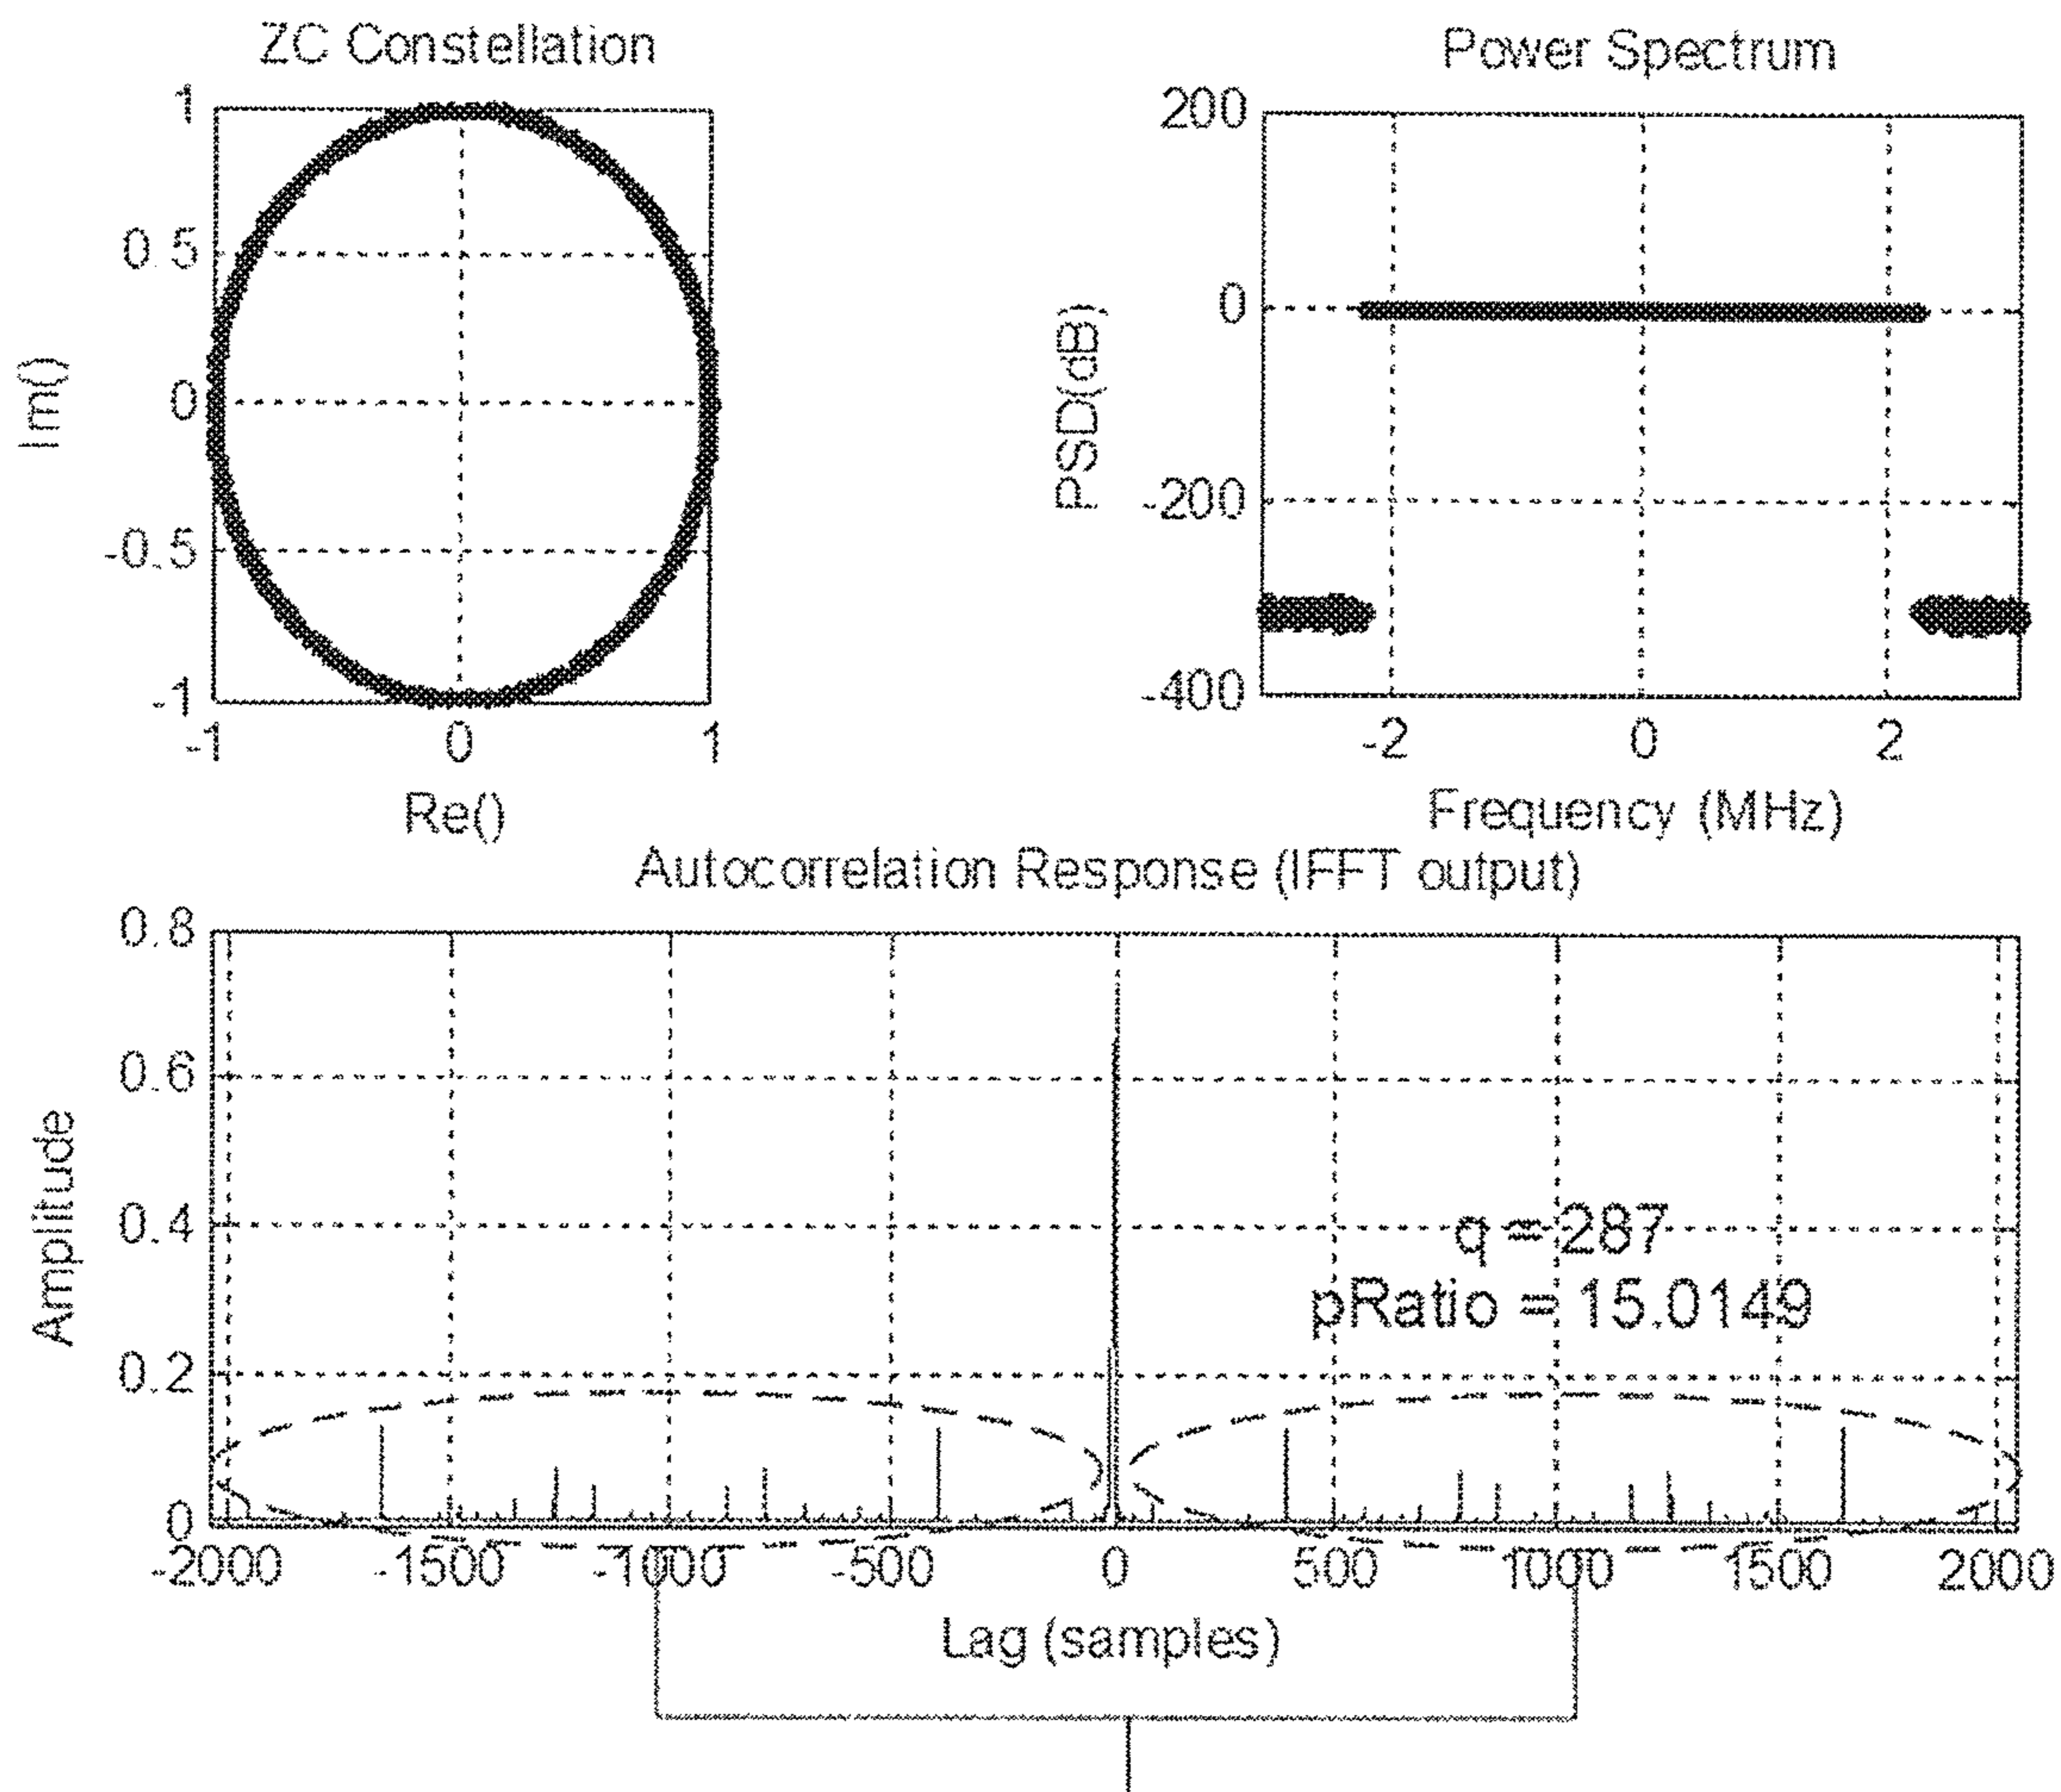 ZC Constellation
1
0.5
0
-0.5
-1
-1 0 1
Im()
Re()
Power Spectrum
200
0
-200
-400
-2 0 2
PSD(dB)
Frequency (MHz)
Autocorrelation Response (IFFT output)
0.8
0.6
0.4
0.2
0
Amplitude
q = 287
pRatio = 15.0149
-2000 -1500 -1000 -500 0 500 1000 1500 2000
Lag (samples)